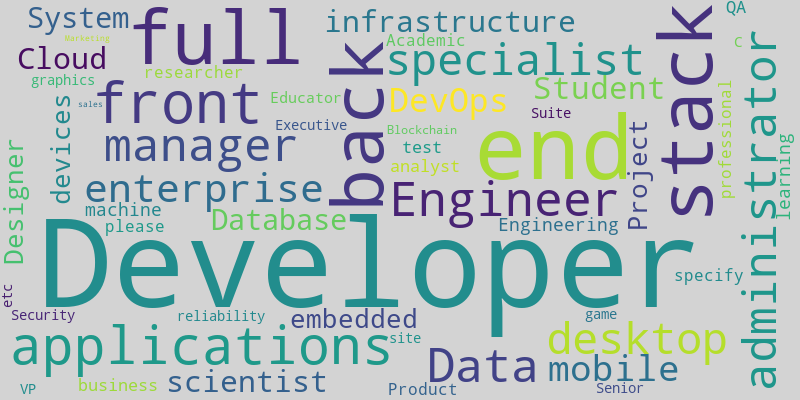 System
full
infrastructure
QA
Marketing
Academic
C
Cloud
researcher
specialist
graphics
sales
front
Educator
DevOps
Student
stack
back
Executive
Suite
devices
manager
Blockchain
test
end
Project
professional
administrator
Designer
analyst
learning
enterprise
Engineer
machine
please
Database
Engineering
Developer
specify
etc
Security
reliability
embedded
game
applications
site
desktop
Data
mobile
VP
business
scientist
Product
Senior